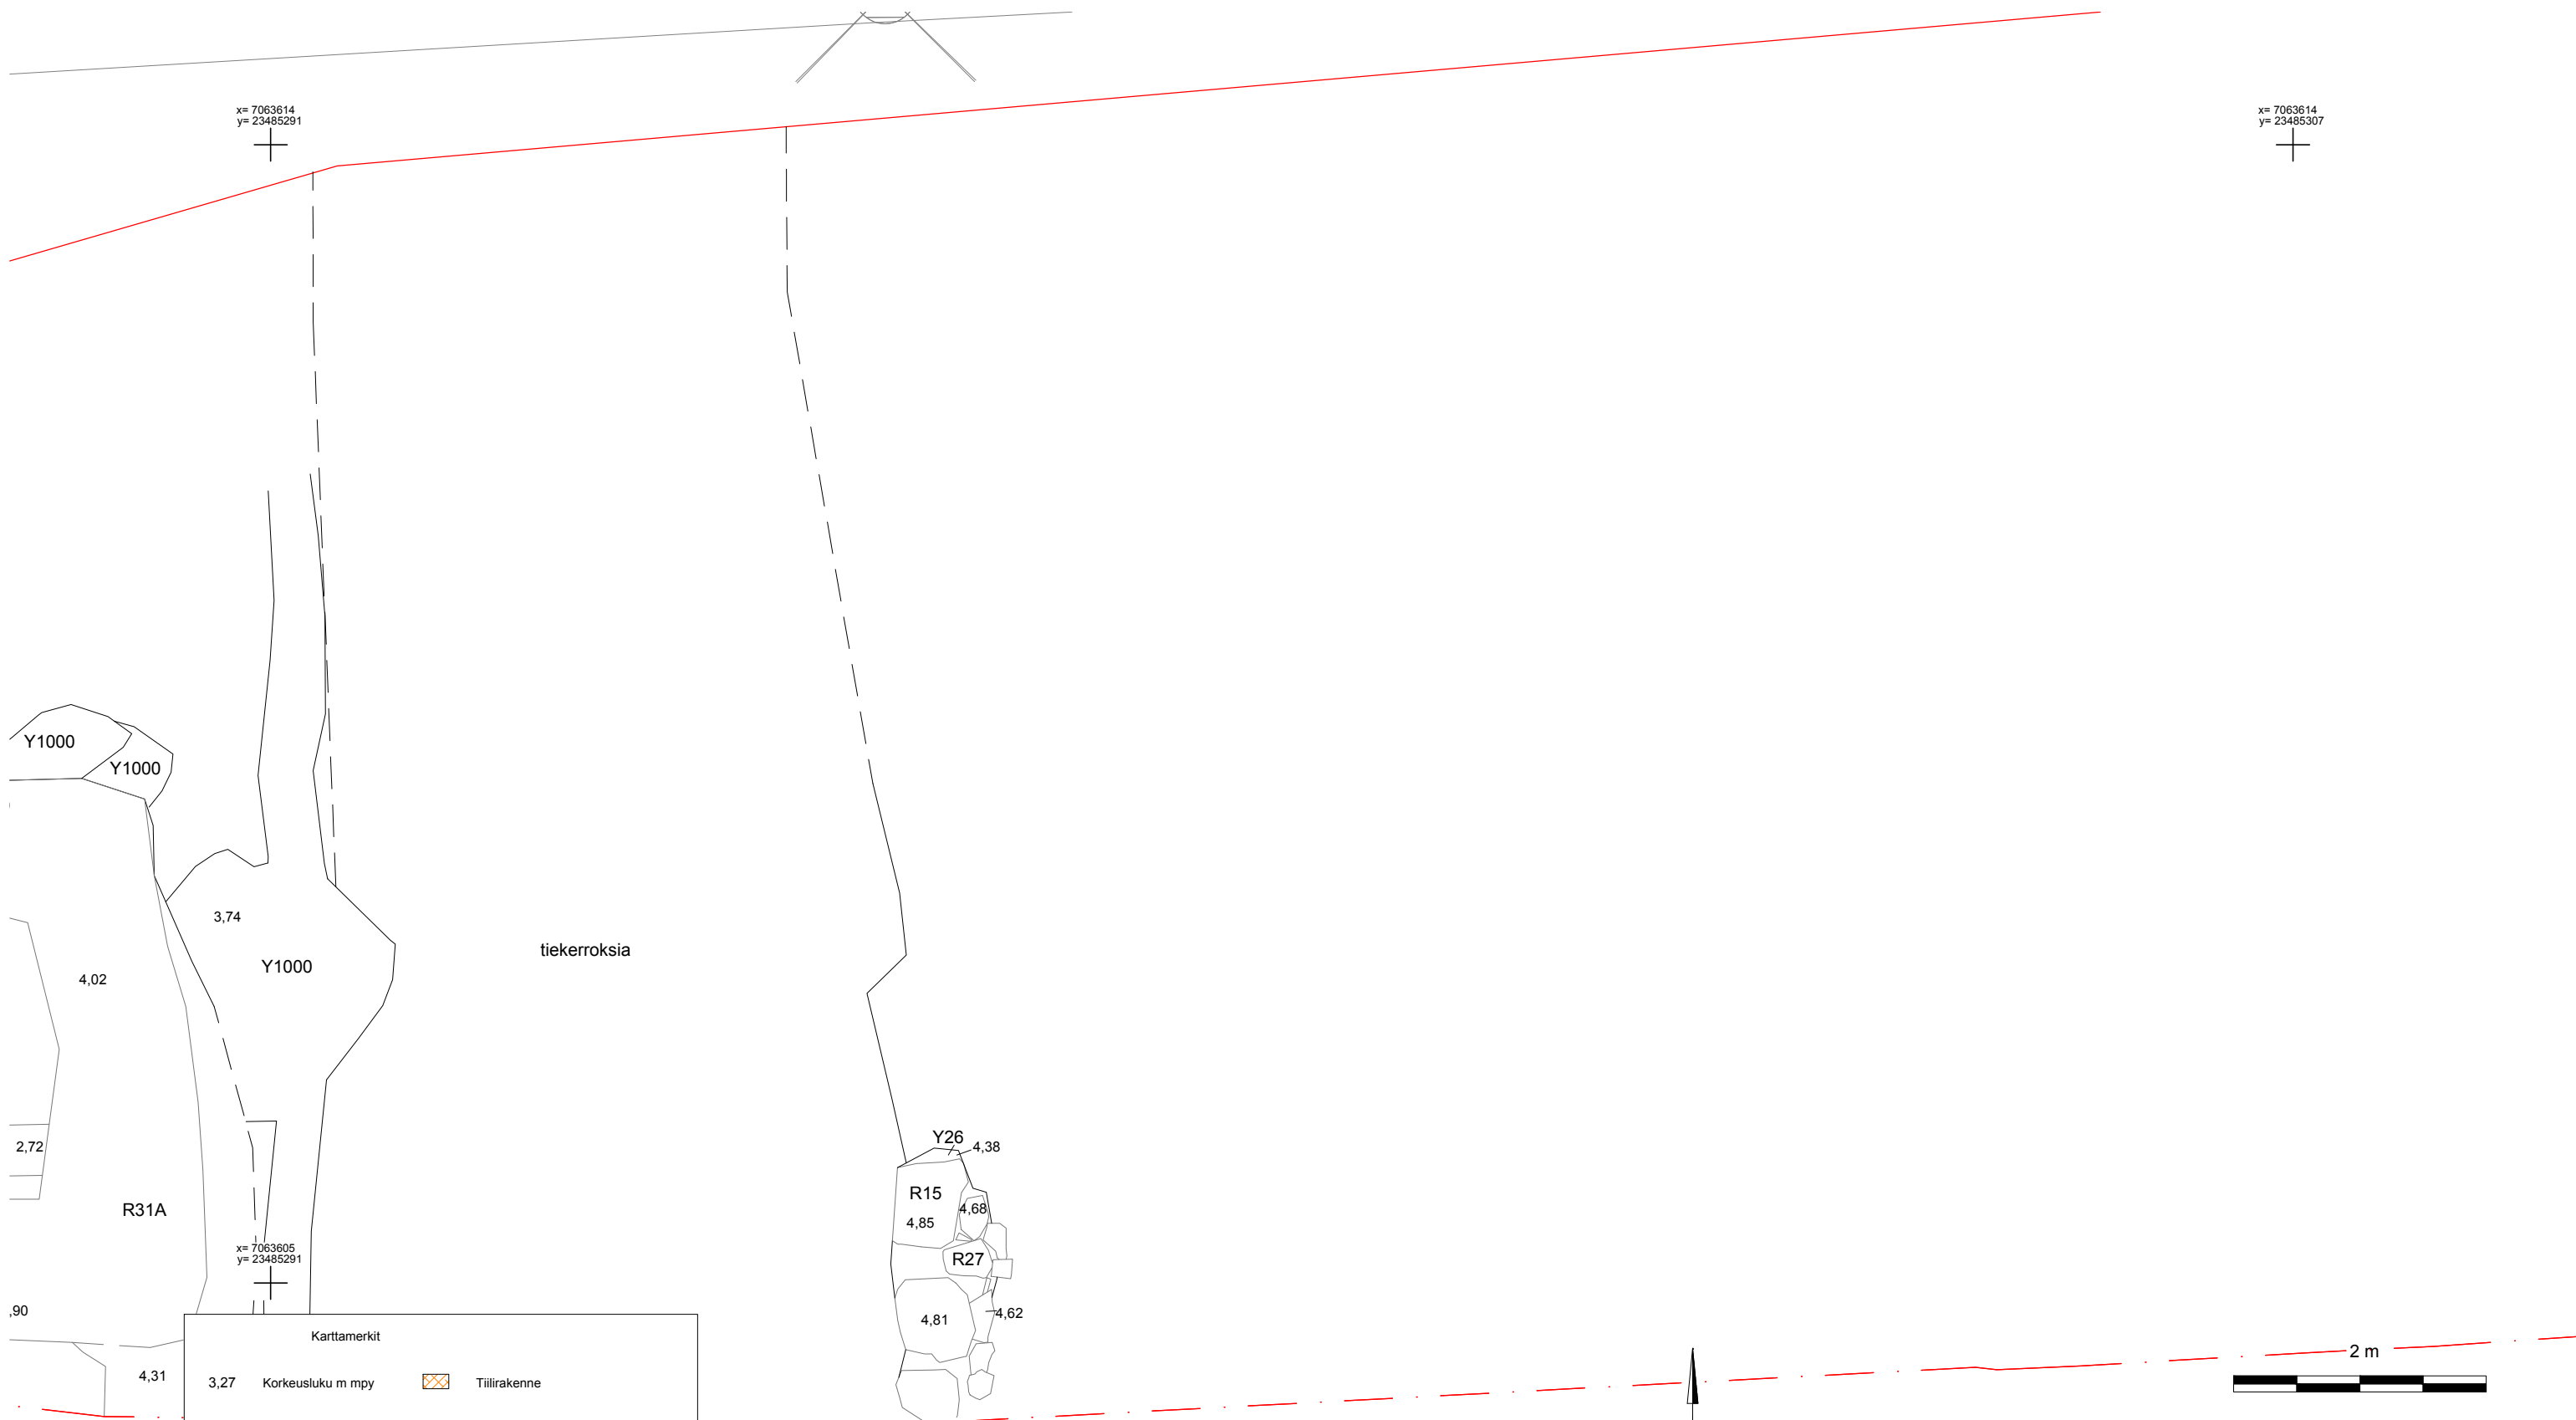 x= 7063614
y= 23485291
x= 7063614
y= 23485307
Y1000
Y1000
3,74
Y1000
tiekerroksia
4,02
Y26
4,38
2,72
R15
4,68
R31A
4,85
x= 7063605
y= 23485291
R27
,90
4,62
4,81
Karttamerkit
2 m
4,31
3,27 Korkeusluku m mpy Tiilirakenne